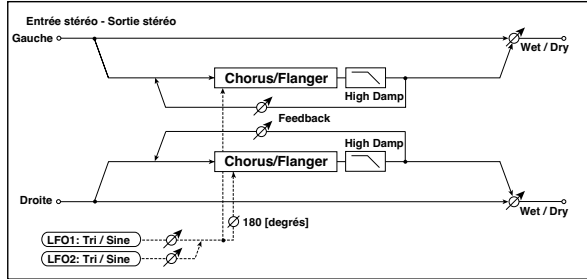 Entrée stéréo - Sortie stéréo
Gauche
Wet / Dry
Chorus/Flanger
High Damp
Feedback
High Damp
Chorus/Flanger
180 [degrés]
Droite
Wet / Dry
LFO1: Tri / Sine
LFO2: Tri / Sine